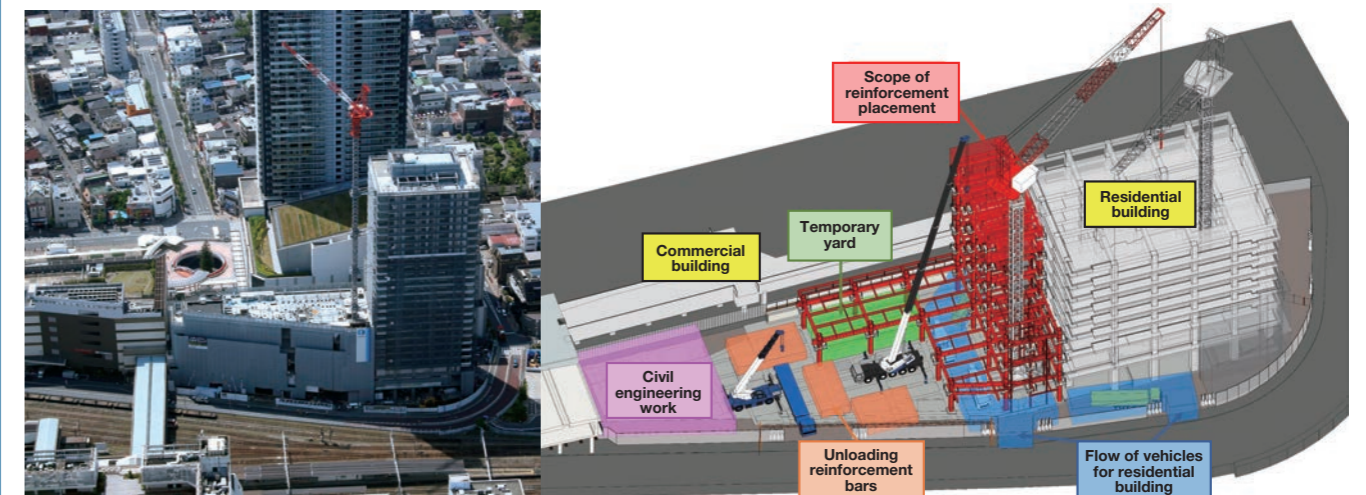 Scope of
reinforcement
placement
Residential
building
Temporary
yard
Commercial
building
Civil
engineering
work
Unloading
reinforcement
bars
Flow of vehicles
for residential
building